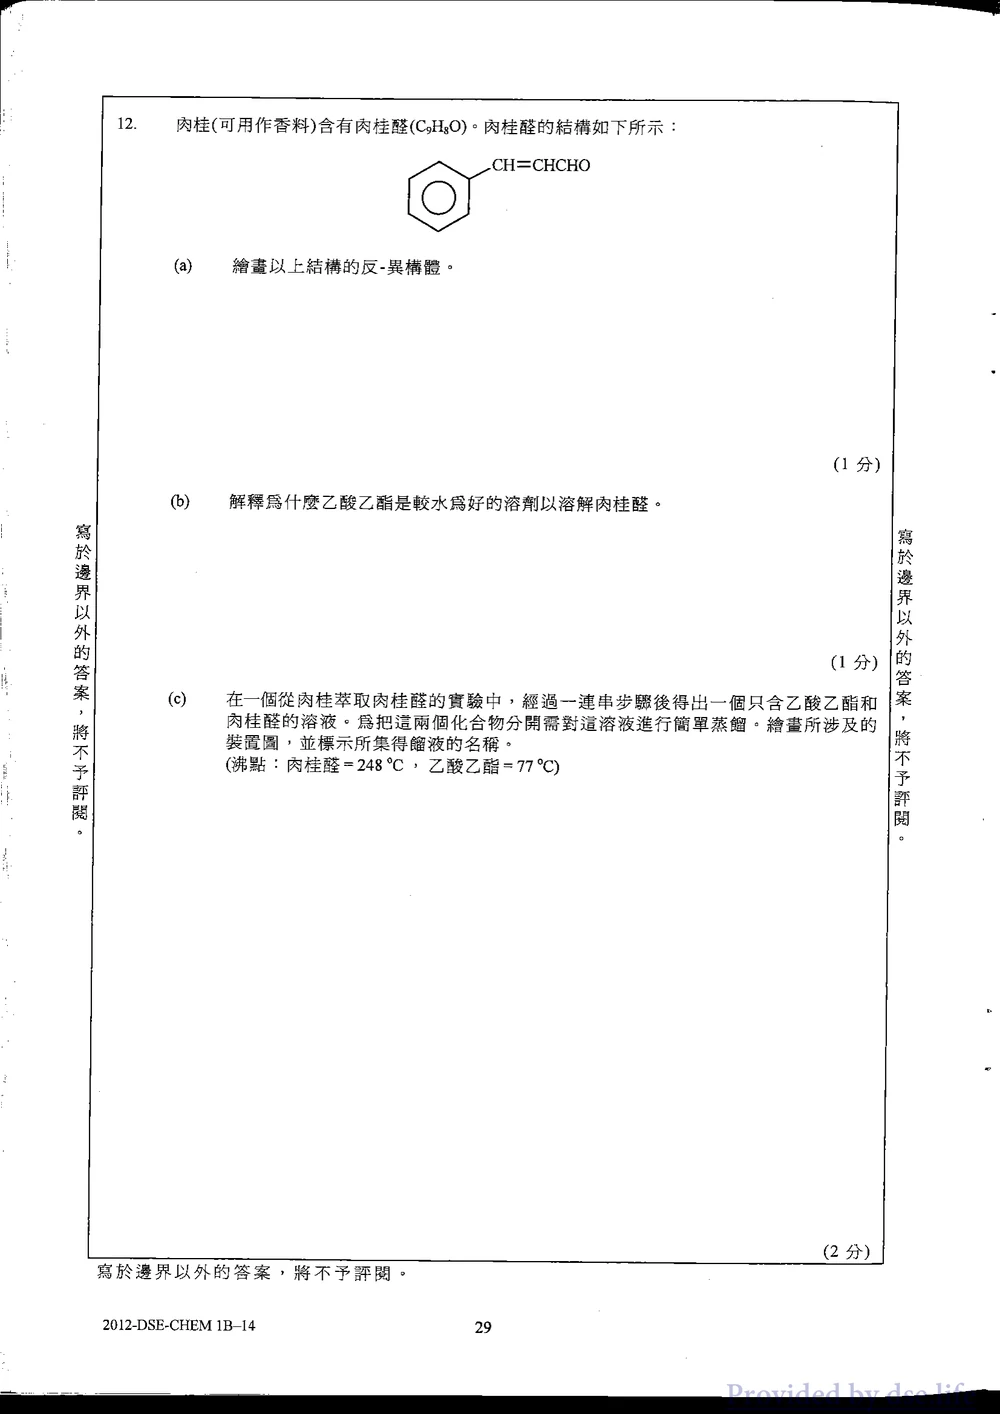 12. 肉桂(可用作香料)含有肉桂醛(C₉H₈O)。肉桂醛的結構如下所示：
CH=CHCHO
(a) 繪畫以上結構的反-異構體。
(1 分)
(b) 解釋爲什麼乙酸乙酯是較水爲好的溶劑以溶解肉桂醛。
(1 分)
(c) 在一個從肉桂萃取肉桂醛的實驗中，經過一連串步驟後得出一個只含乙酸乙酯和
肉桂醛的溶液。爲把這兩個化合物分開需對這溶液進行簡單蒸餾。繪畫所涉及的
裝置圖，並標示所集得餾液的名稱。
(沸點：肉桂醛 = 248 °C ， 乙酸乙酯 = 77 °C)
(2 分)
寫於邊界以外的答案，將不予評閱。
寫於邊界以外的答案，將不予評閱。
寫於邊界以外的答案，將不予評閱。
2012-DSE-CHEM 1B–14
29
Provided by dse.life